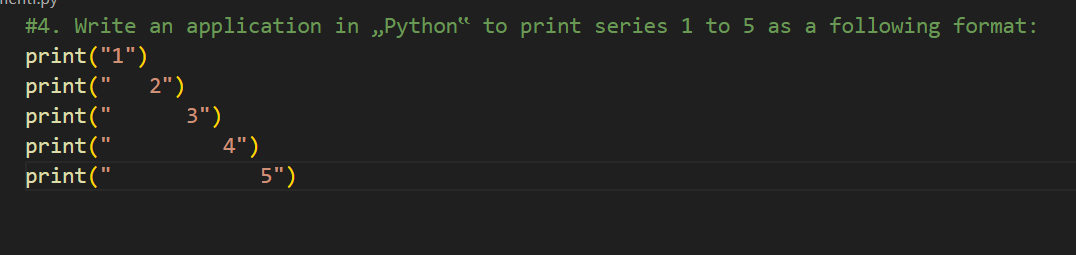 #4. Write an application in „Python‟ to print series 1 to 5 as a following format:
print("1")
print("   2")
print("      3")
print("         4")
print("            5")